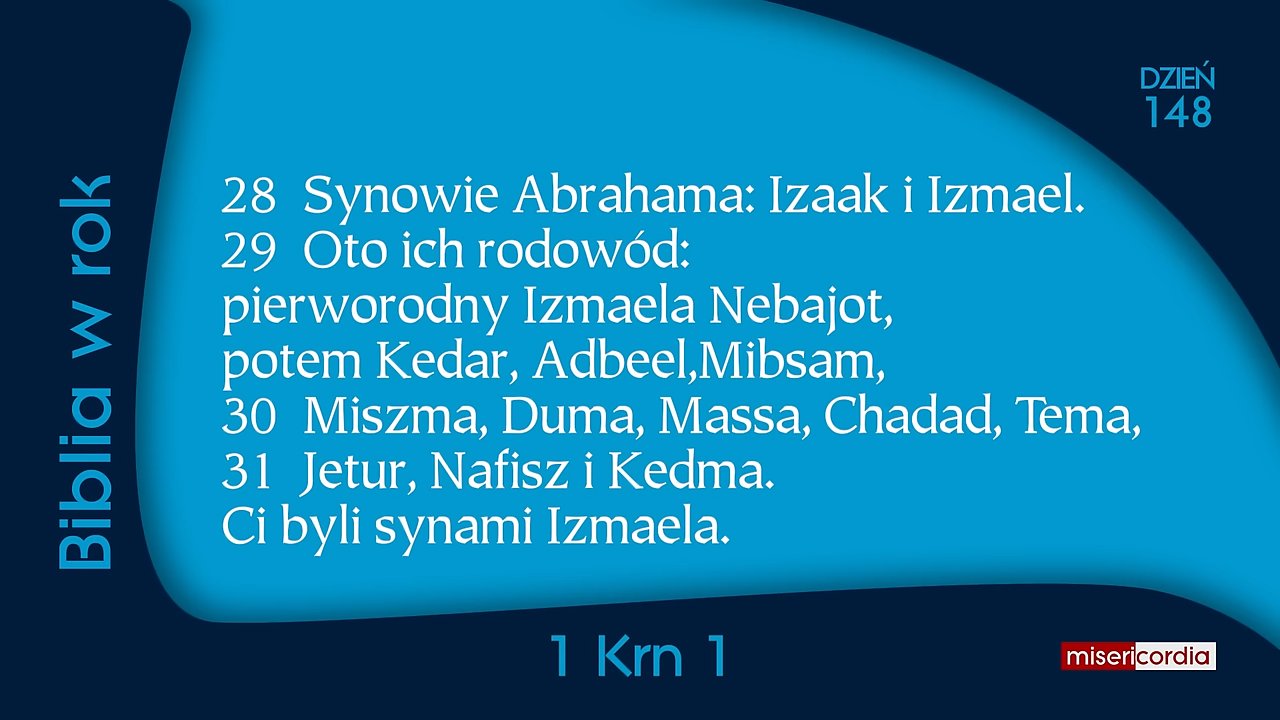 DZIEŃ
148
Biblia w rok
28 Synowie Abrahama: Izaak i Izmael.
29 Oto ich rodowód:
pierworodny Izmaela Nebajot,
potem Kedar, Adbeel,Mibsam,
30 Miszma, Duma, Massa, Chadad, Tema,
31 Jetur, Nafisz i Kedma.
Ci byli synami Izmaela.
1 Krn 1
misericordia